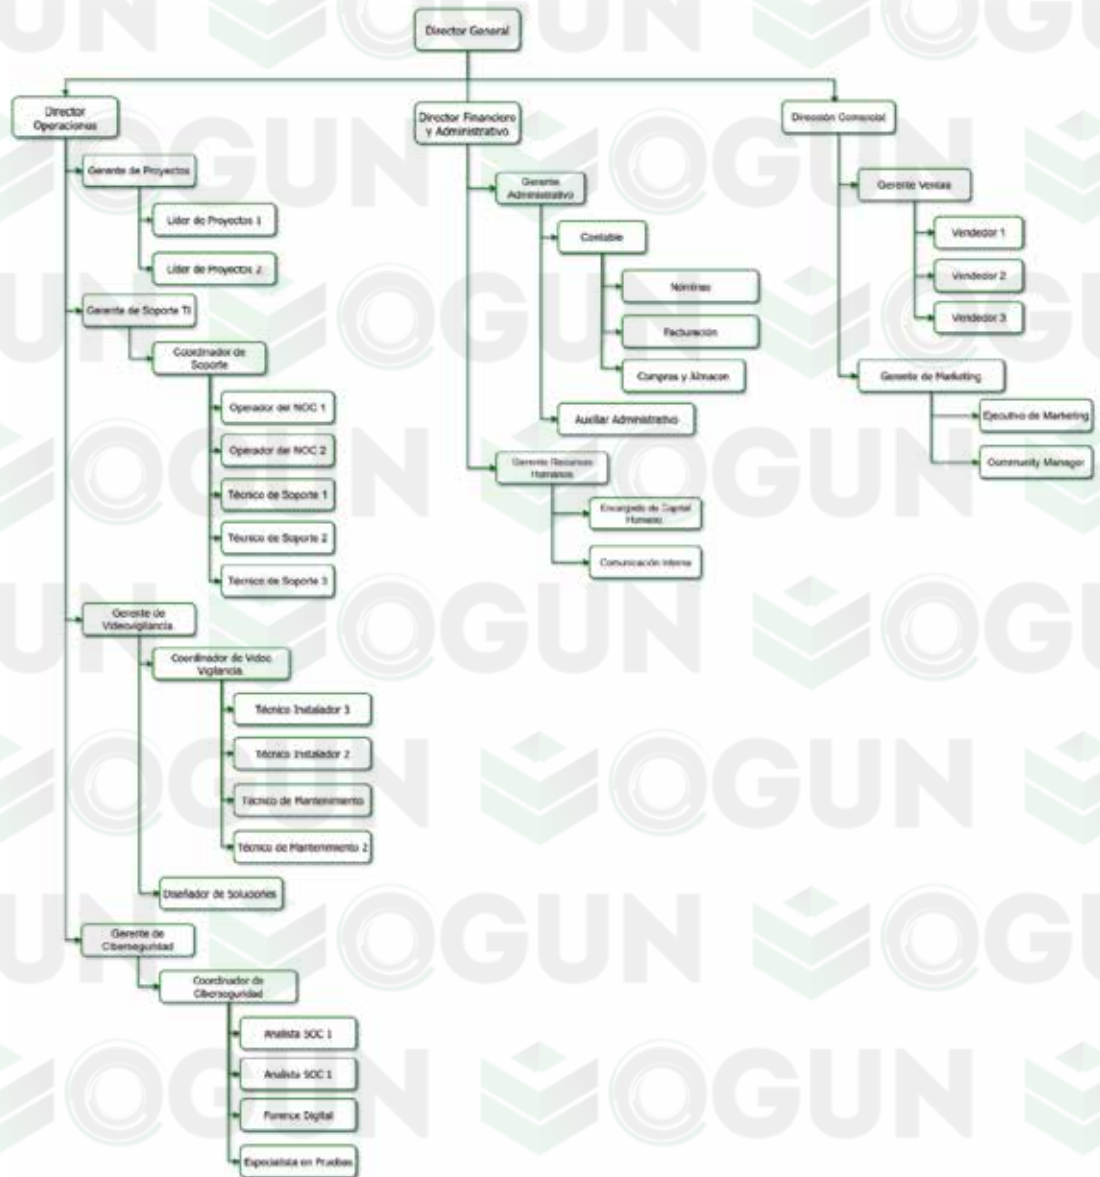 Director General
Director
Operaciones
Director Financiero
y Administrativo
Dirección Comercial
Gerente de Proyectos
Líder de Proyectos 1
Líder de Proyectos 2
Gerente de Soporte TI
Coordinador de
Soporte
Operador del NOC 1
Operador del NOC 2
Técnico de Soporte 1
Técnico de Soporte 2
Técnico de Soporte 3
Gerente de
Videovigilancia
Coordinador de Video
Vigilancia
Técnico Instalador 3
Técnico Instalador 2
Técnico de Mantenimiento
Técnico de Mantenimiento 2
Diseñador de Soluciones
Gerente de
Ciberseguridad
Coordinador de
Ciberseguridad
Analista SOC 1
Analista SOC 1
Forence Digital
Especialista en Pruebas
Gerente
Administrativo
Contable
Nóminas
Facturación
Compras y Almacen
Auxiliar Administrativo
Gerente Recursos
Humanos
Encargado de Capital
Humano
Comunicación Interna
Gerente Ventas
Vendedor 1
Vendedor 2
Vendedor 3
Gerente de Marketing
Ejecutivo de Marketing
Community Manager
OGUN